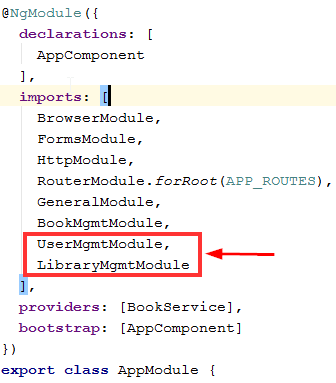 @NgModule({
declarations: [
AppComponent
],
imports: [
BrowserModule,
FormsModule,
HttpModule,
RouterModule.forRoot(APP_ROUTES),
GeneralModule,
BookMgmtModule,
UserMgmtModule,
LibraryMgmtModule
],
providers: [BookService],
bootstrap: [AppComponent]
})
export class AppModule {